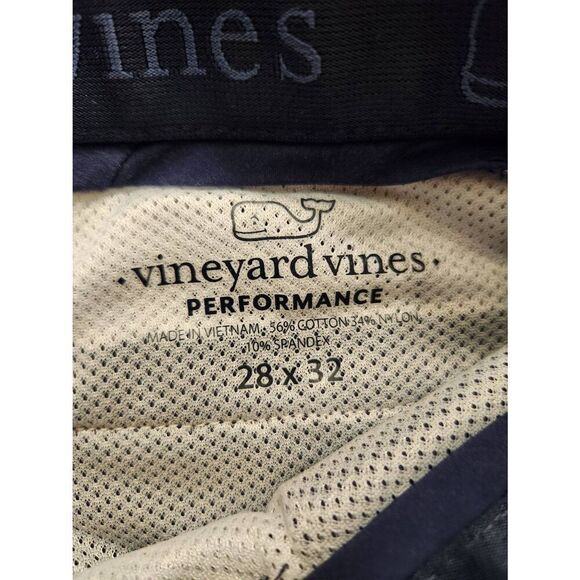 vines
· vineyard vines ·
PERFORMANCE
MADE IN VIETNAM 56% COTTON 34% NYLON
10% SPANDEX
28 x 32